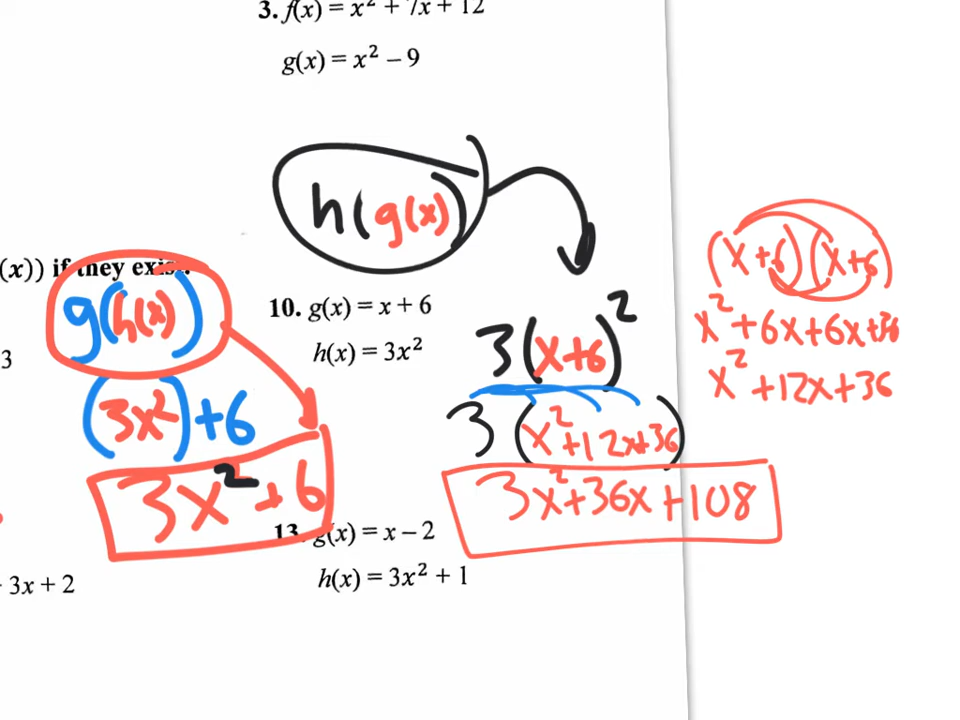 3. f(x) = x² + 7x + 12
g(x) = x² − 9
h(g(x))
(x)) if they exist.
g(h(x))
10. g(x) = x + 6
h(x) = 3x²
3
(3x²)+6
3x²+6
3(x+6)²
3(x²+12x+36)
3x²+36x+108
(x+6)(x+6)
x²+6x+6x+36
x²+12x+36
13. g(x) = x − 2
h(x) = 3x² + 1
3x + 2